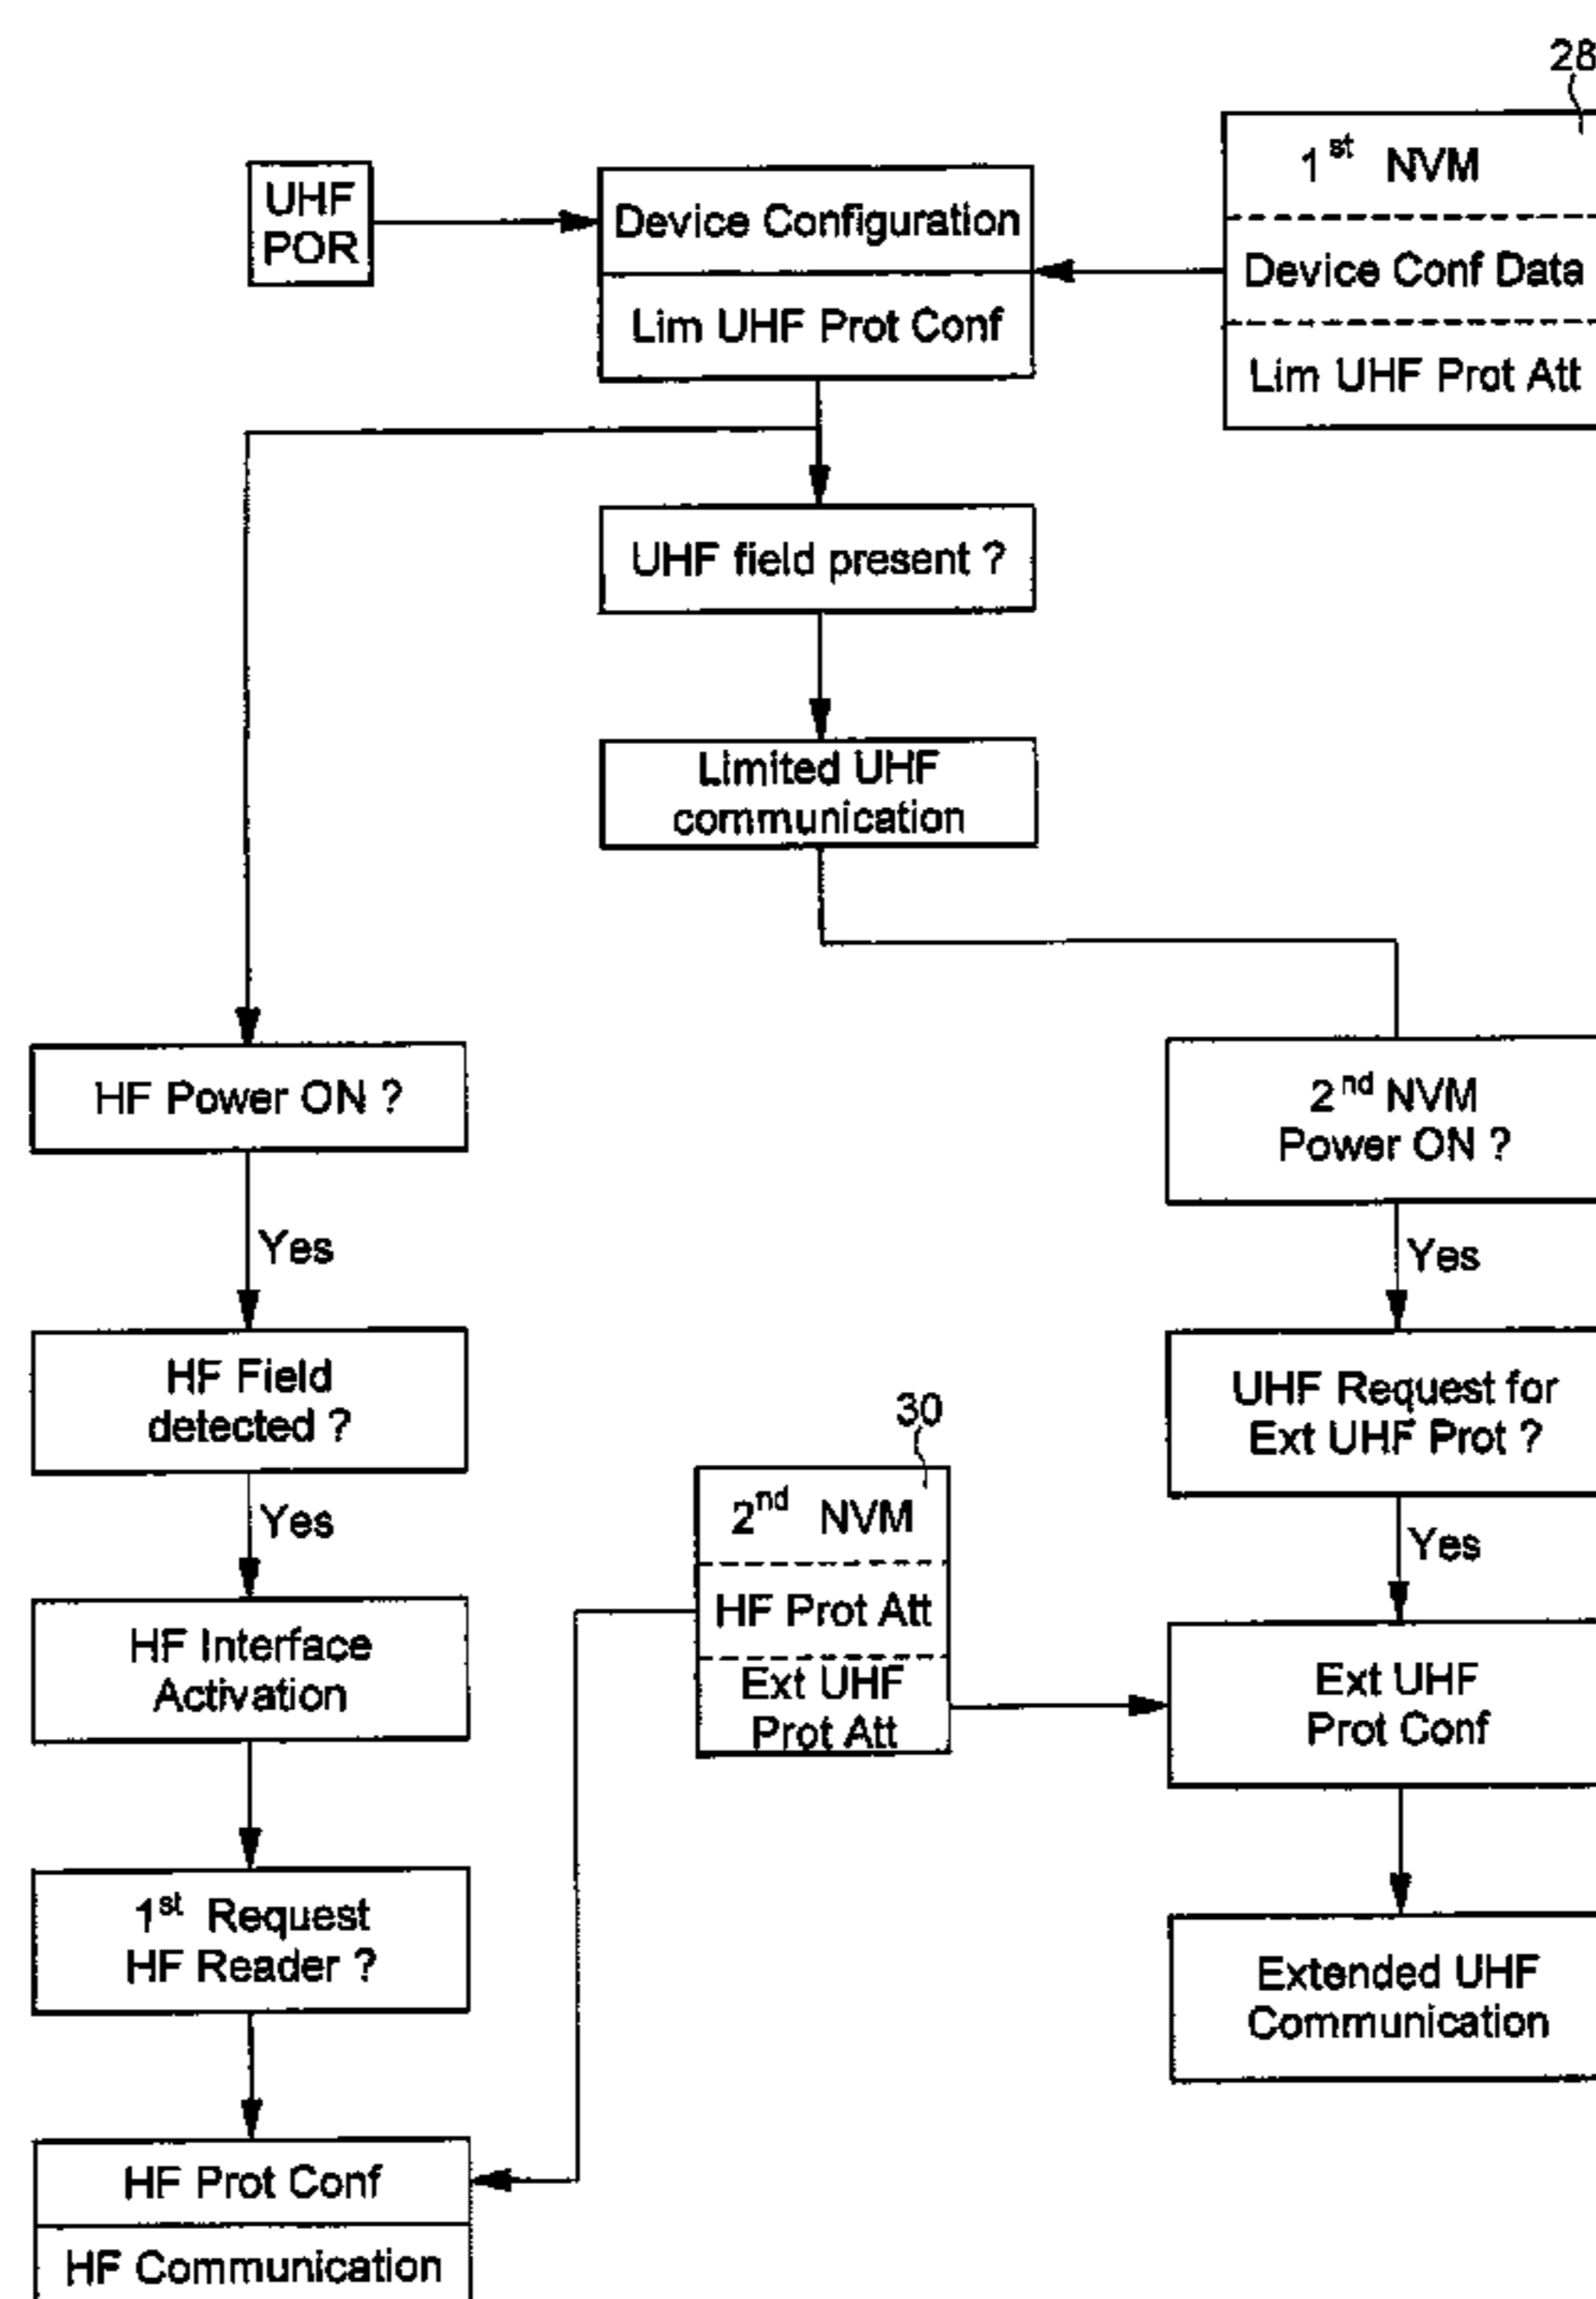 28
1st NVM
Device Conf Data
Lim UHF Prot Att
UHF
POR
Device Configuration
Lim UHF Prot Conf
UHF field present ?
Limited UHF
communication
HF Power ON ?
2nd NVM
Power ON ?
Yes
Yes
HF Field
detected ?
UHF Request for
Ext UHF Prot ?
30
2nd NVM
HF Prot Att
Ext UHF
Prot Att
Yes
Yes
HF Interface
Activation
Ext UHF
Prot Conf
1st Request
HF Reader ?
Extended UHF
Communication
HF Prot Conf
HF Communication